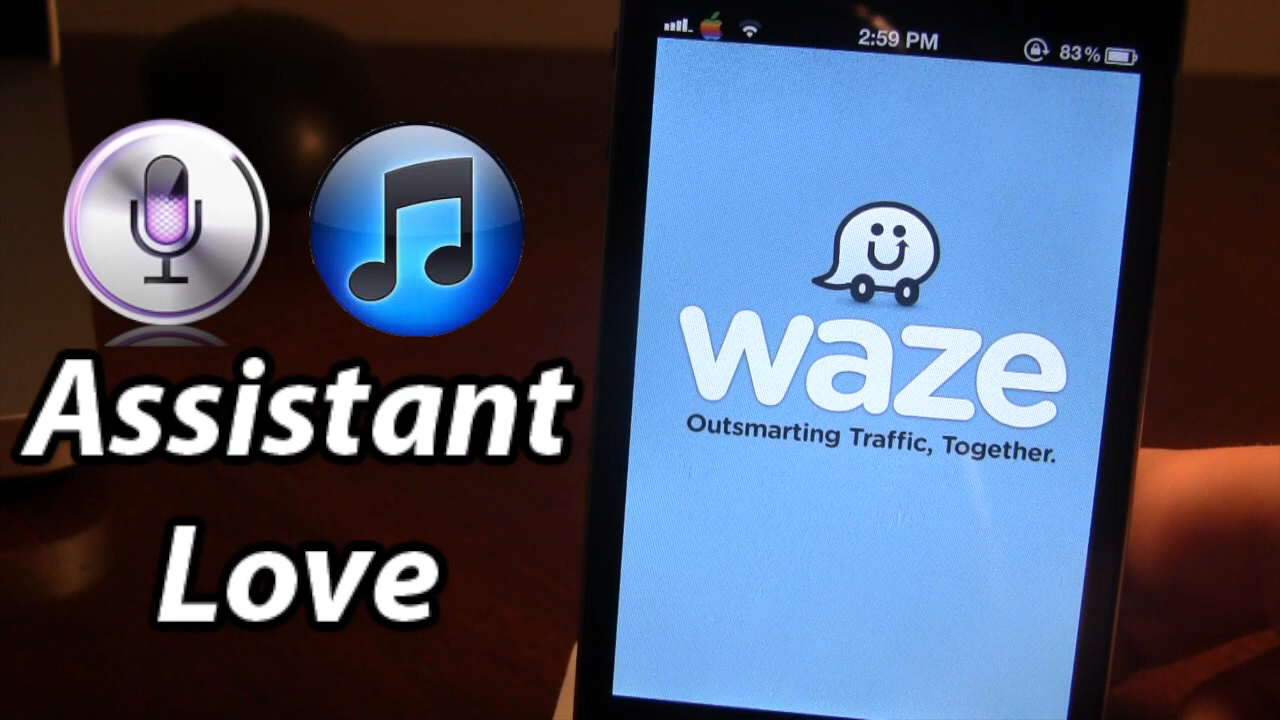 2:59 PM
83%
Assistant
Love
waze
Outsmarting Traffic, Together.